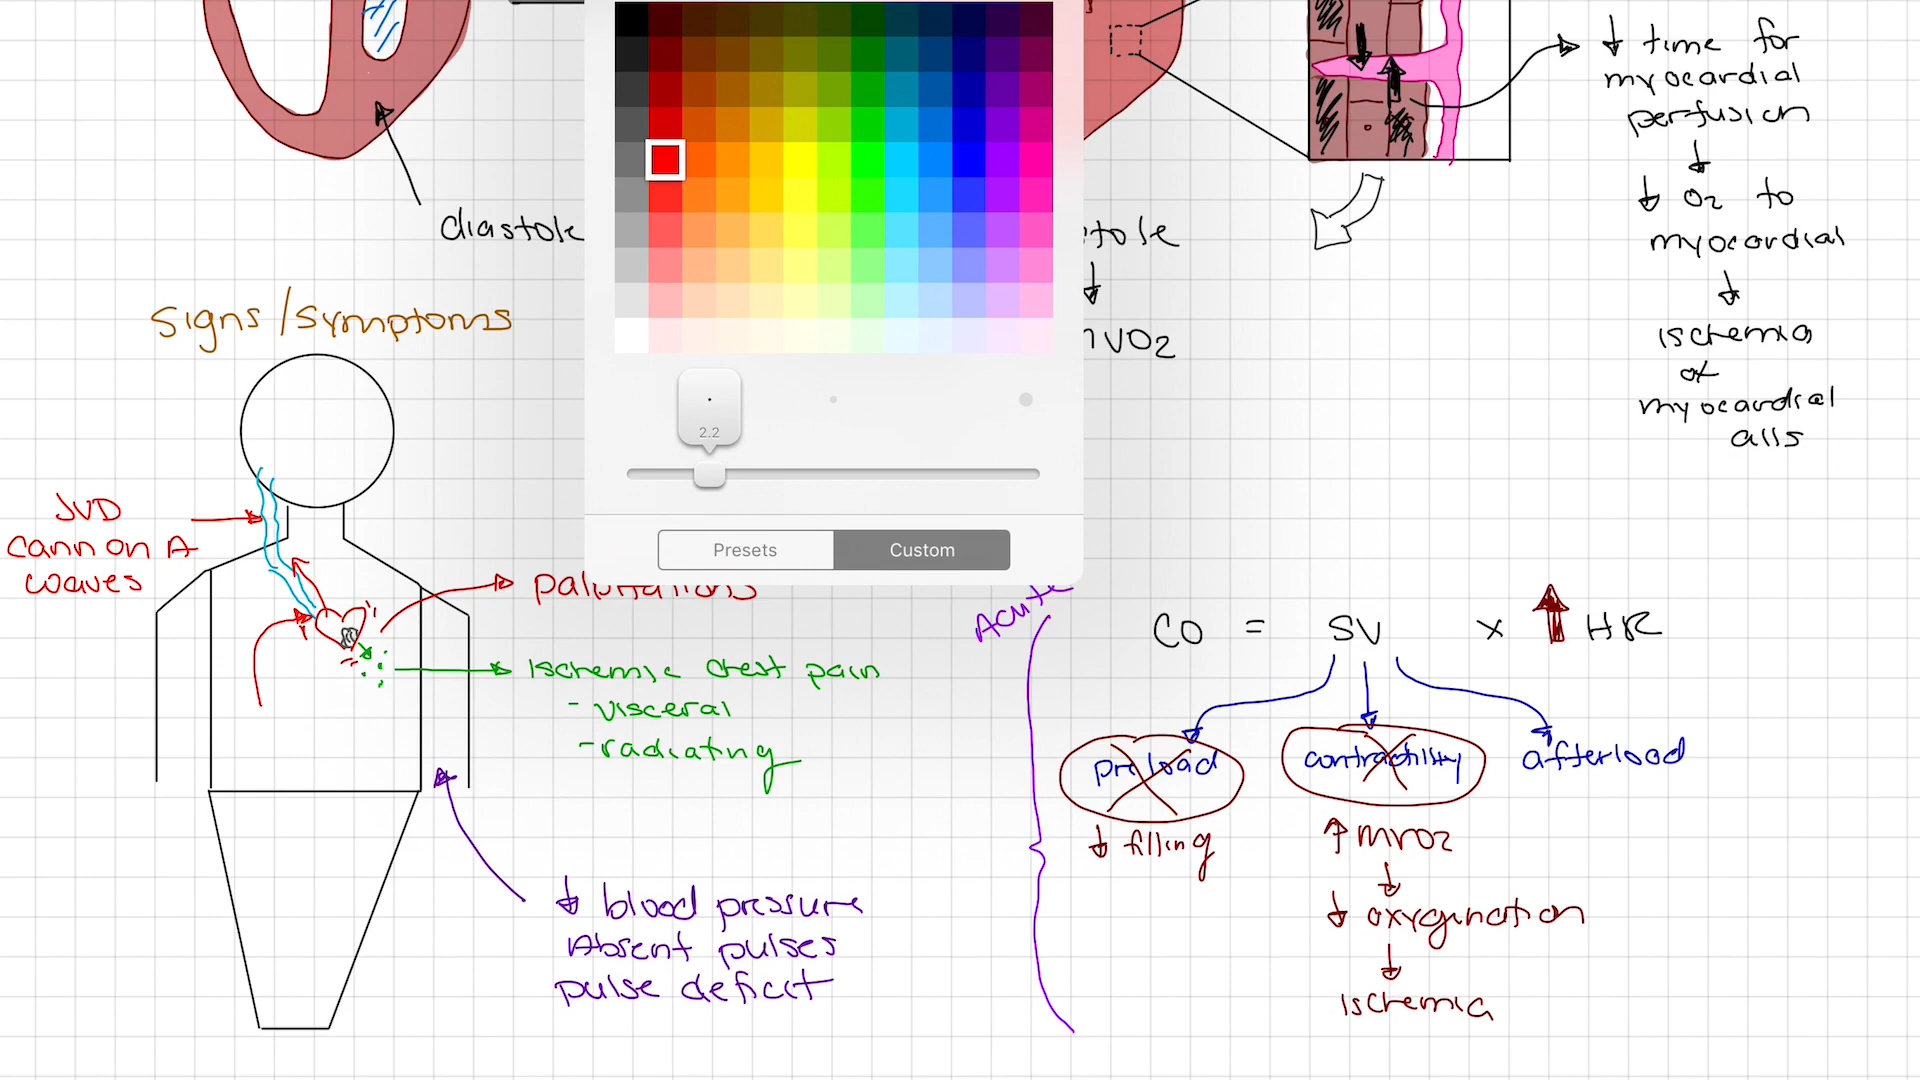 ↓ time for
myocardial
perfusion
↓
↓ O2 to
myocardial
↓
Ischemia
of
myocardial
cells
diastole
tole
↓
MVO2
Signs/Symptoms
2.2
Presets
Custom
JVD
Cannon A
waves
palpitations
Ischemic Chest pain
- visceral
- radiating
↓ blood pressure
Absent pulses
pulse deficit
Acute
CO = SV x ↑ HR
preload
contractility
afterload
↓ filling
↑ MVO2
↓
↓ oxygination
↓
Ischemia